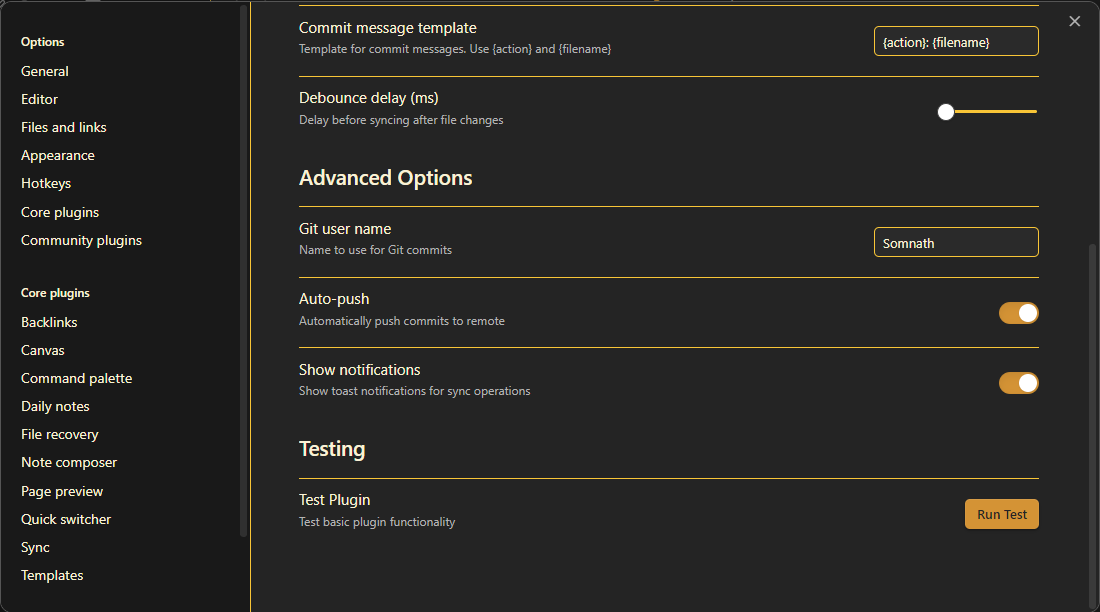 Options
General
Editor
Files and links
Appearance
Hotkeys
Core plugins
Community plugins
Core plugins
Backlinks
Canvas
Command palette
Daily notes
File recovery
Note composer
Page preview
Quick switcher
Sync
Templates
Commit message template
Template for commit messages. Use {action} and {filename}
{action}: {filename}
Debounce delay (ms)
Delay before syncing after file changes
Advanced Options
Git user name
Name to use for Git commits
Somnath
Auto-push
Automatically push commits to remote
Show notifications
Show toast notifications for sync operations
Testing
Test Plugin
Test basic plugin functionality
Run Test